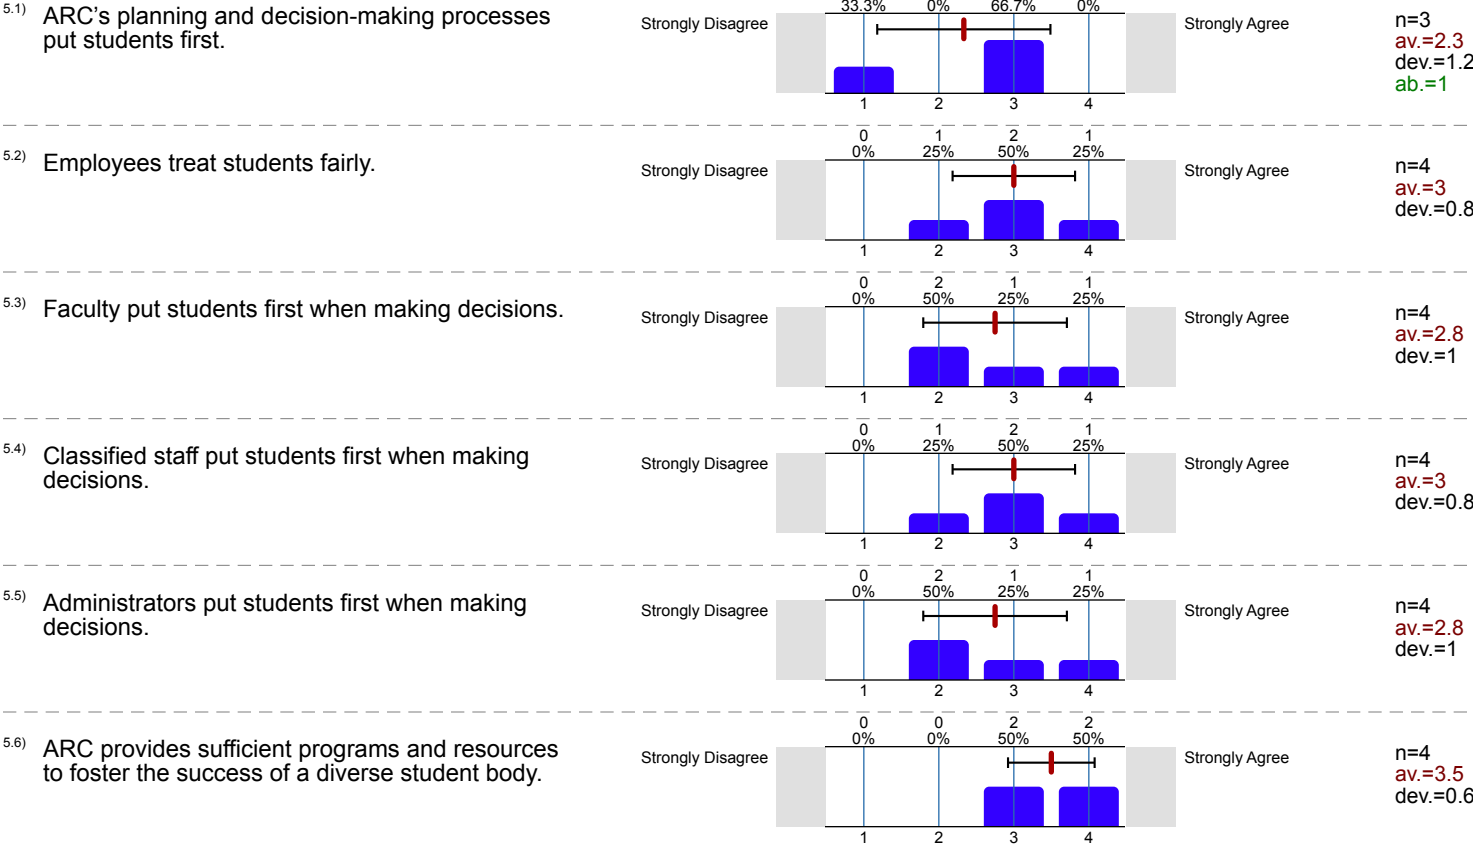 5.1) ARC’s planning and decision-making processes
put students first.
Strongly Disagree
33.3% 0% 66.7% 0%
1 2 3 4
Strongly Agree
n=3
av.=2.3
dev.=1.2
ab.=1
5.2) Employees treat students fairly.
Strongly Disagree
0 1 2 1
0% 25% 50% 25%
1 2 3 4
Strongly Agree
n=4
av.=3
dev.=0.8
5.3) Faculty put students first when making decisions.
Strongly Disagree
0 2 1 1
0% 50% 25% 25%
1 2 3 4
Strongly Agree
n=4
av.=2.8
dev.=1
5.4) Classified staff put students first when making
decisions.
Strongly Disagree
0 1 2 1
0% 25% 50% 25%
1 2 3 4
Strongly Agree
n=4
av.=3
dev.=0.8
5.5) Administrators put students first when making
decisions.
Strongly Disagree
0 2 1 1
0% 50% 25% 25%
1 2 3 4
Strongly Agree
n=4
av.=2.8
dev.=1
5.6) ARC provides sufficient programs and resources
to foster the success of a diverse student body.
Strongly Disagree
0 0 2 2
0% 0% 50% 50%
1 2 3 4
Strongly Agree
n=4
av.=3.5
dev.=0.6